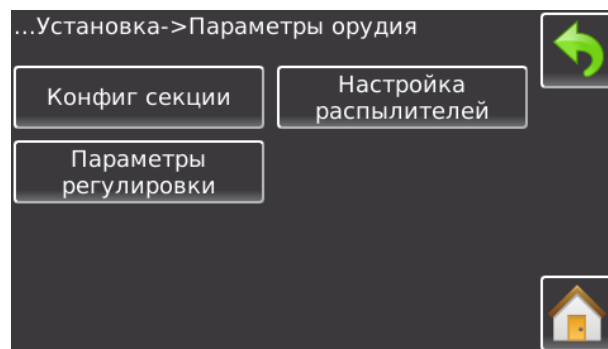 ...Установка->Параметры орудия
Конфиг секции
Настройка
распылителей
Параметры
регулировки